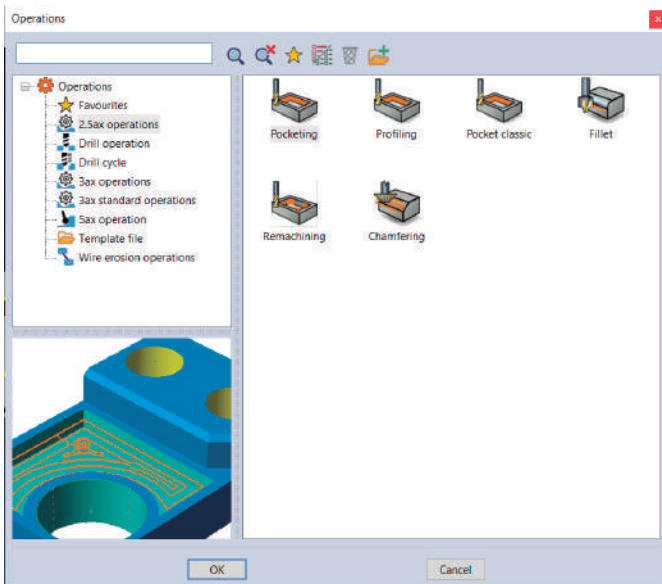 Operations
Operations
Favourites
2.5ax operations
Drill operation
Drill cycle
3ax operations
3ax standard operations
5ax operation
Template file
Wire erosion operations
Pocketing Profiling Pocket classic Fillet
Remachining Chamfering
OK Cancel